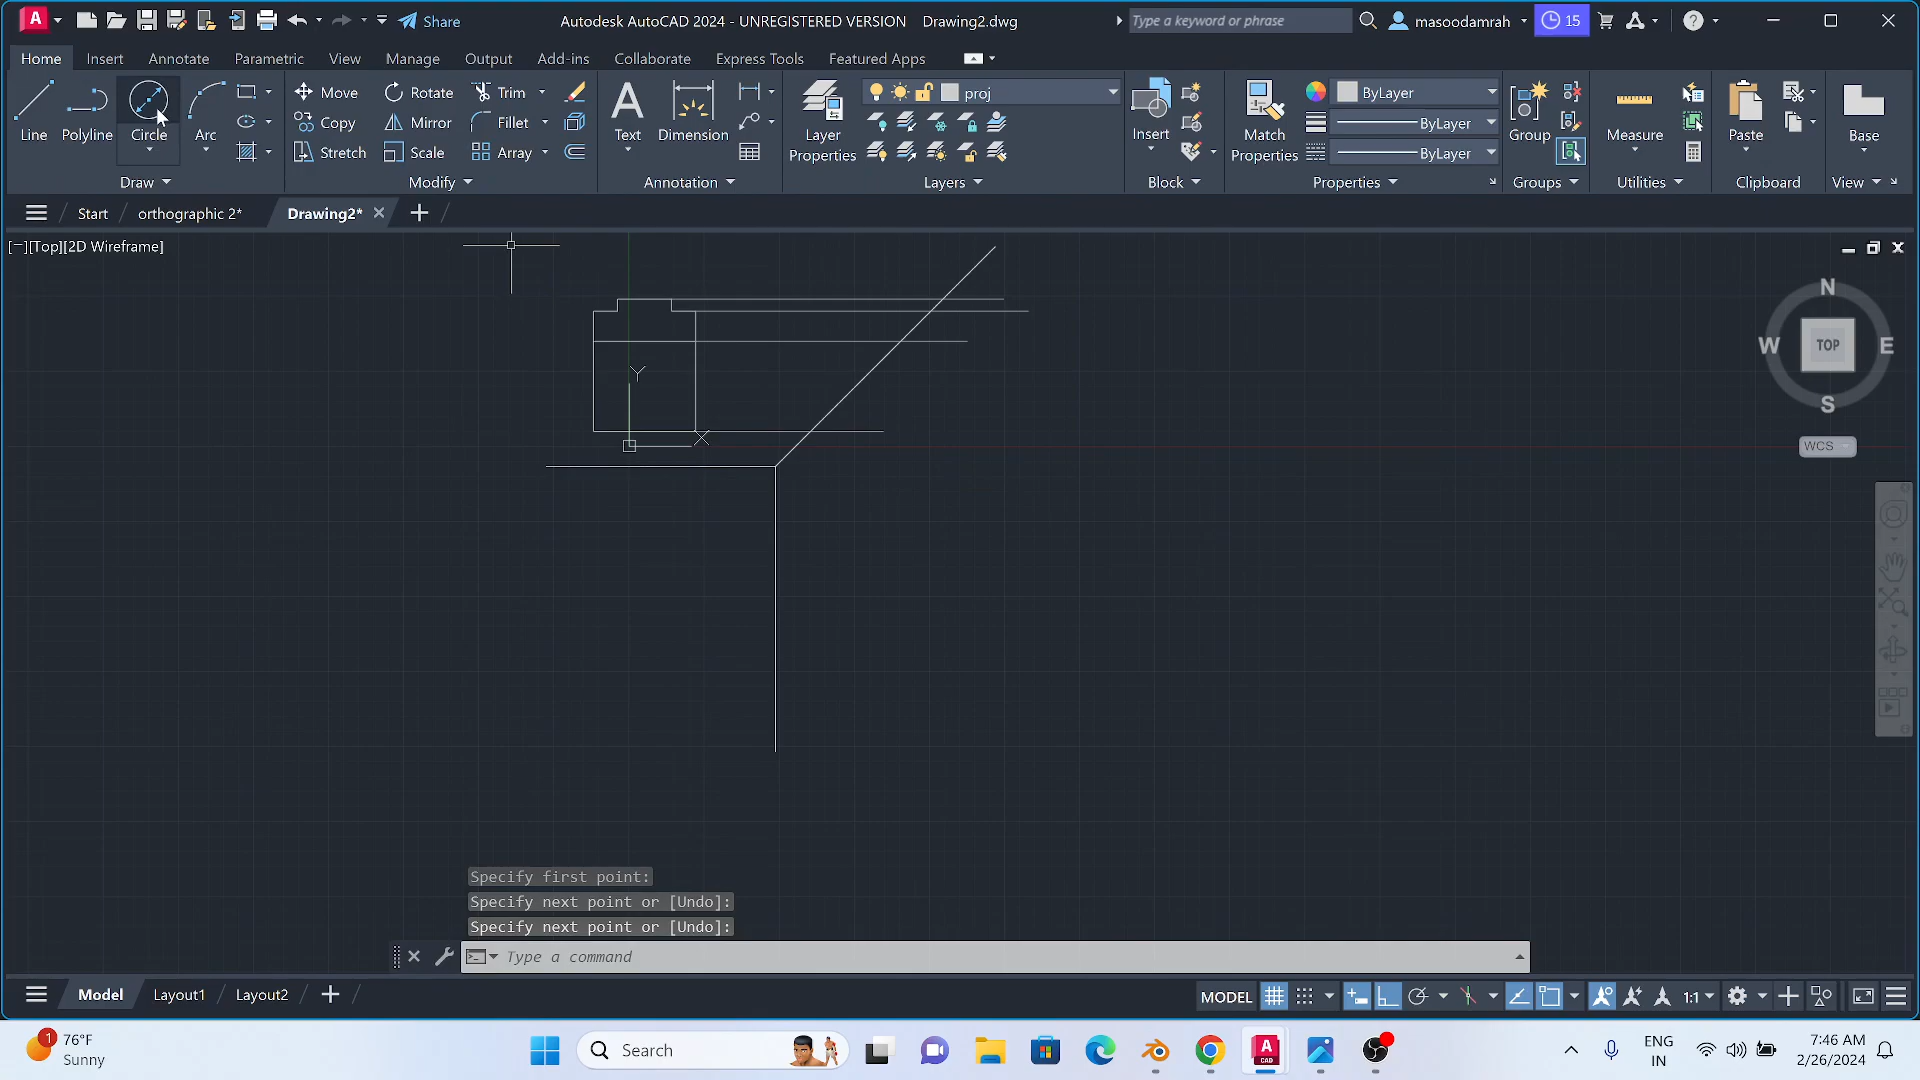 Share
Autodesk AutoCAD 2024 - UNREGISTERED VERSION Drawing2.dwg
Type a keyword or phrase
masoodamrah
15
Home Insert Annotate Parametric View Manage Output Add-ins Collaborate Express Tools Featured Apps
Line Polyline Circle Arc
Draw
Move Rotate Trim
Copy Mirror Fillet
Stretch Scale Array
Modify
Text Dimension
Annotation
Layer Properties
proj
Layers
Insert
Block
Match Properties
ByLayer
ByLayer
ByLayer
Properties
Group
Groups
Measure
Utilities
Paste
Clipboard
Base
View
Start orthographic 2* Drawing2*
[−][Top][2D Wireframe]
N
W TOP E
S
WCS
Y
X
Specify first point:
Specify next point or [Undo]:
Specify next point or [Undo]:
Type a command
Model Layout1 Layout2
MODEL
1:1
1
76°F
Sunny
Search
A
CAD
ENG
IN
7:46 AM
2/26/2024